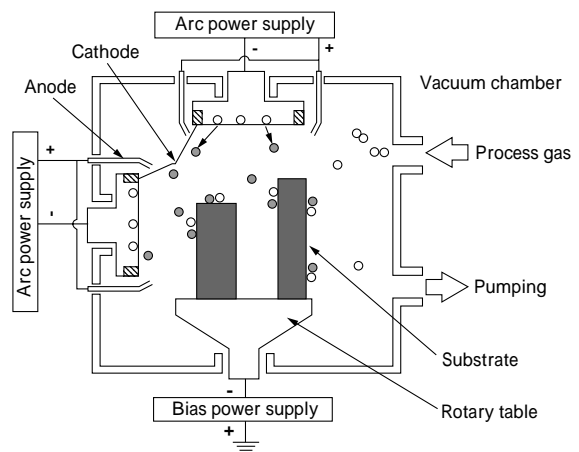 Arc power supply
- +
Cathode
Vacuum chamber
Anode
+
Process gas
Arc power supply
-
Pumping
Substrate
-
Bias power supply
Rotary table
+